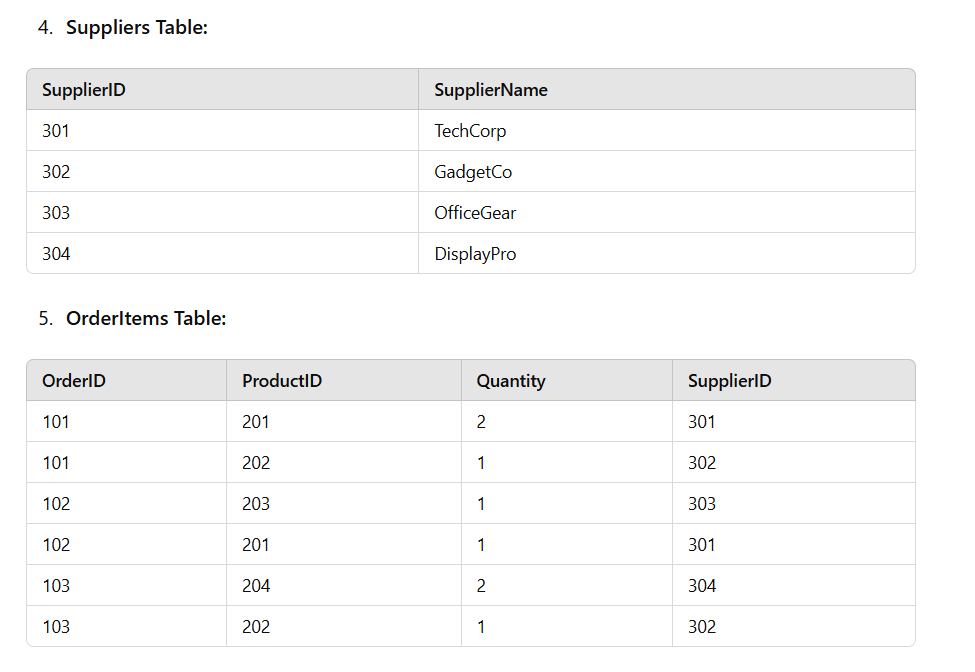 4. Suppliers Table:
SupplierID SupplierName
301 TechCorp
302 GadgetCo
303 OfficeGear
304 DisplayPro
5. OrderItems Table:
OrderID ProductID Quantity SupplierID
101 201 2 301
101 202 1 302
102 203 1 303
102 201 1 301
103 204 2 304
103 202 1 302